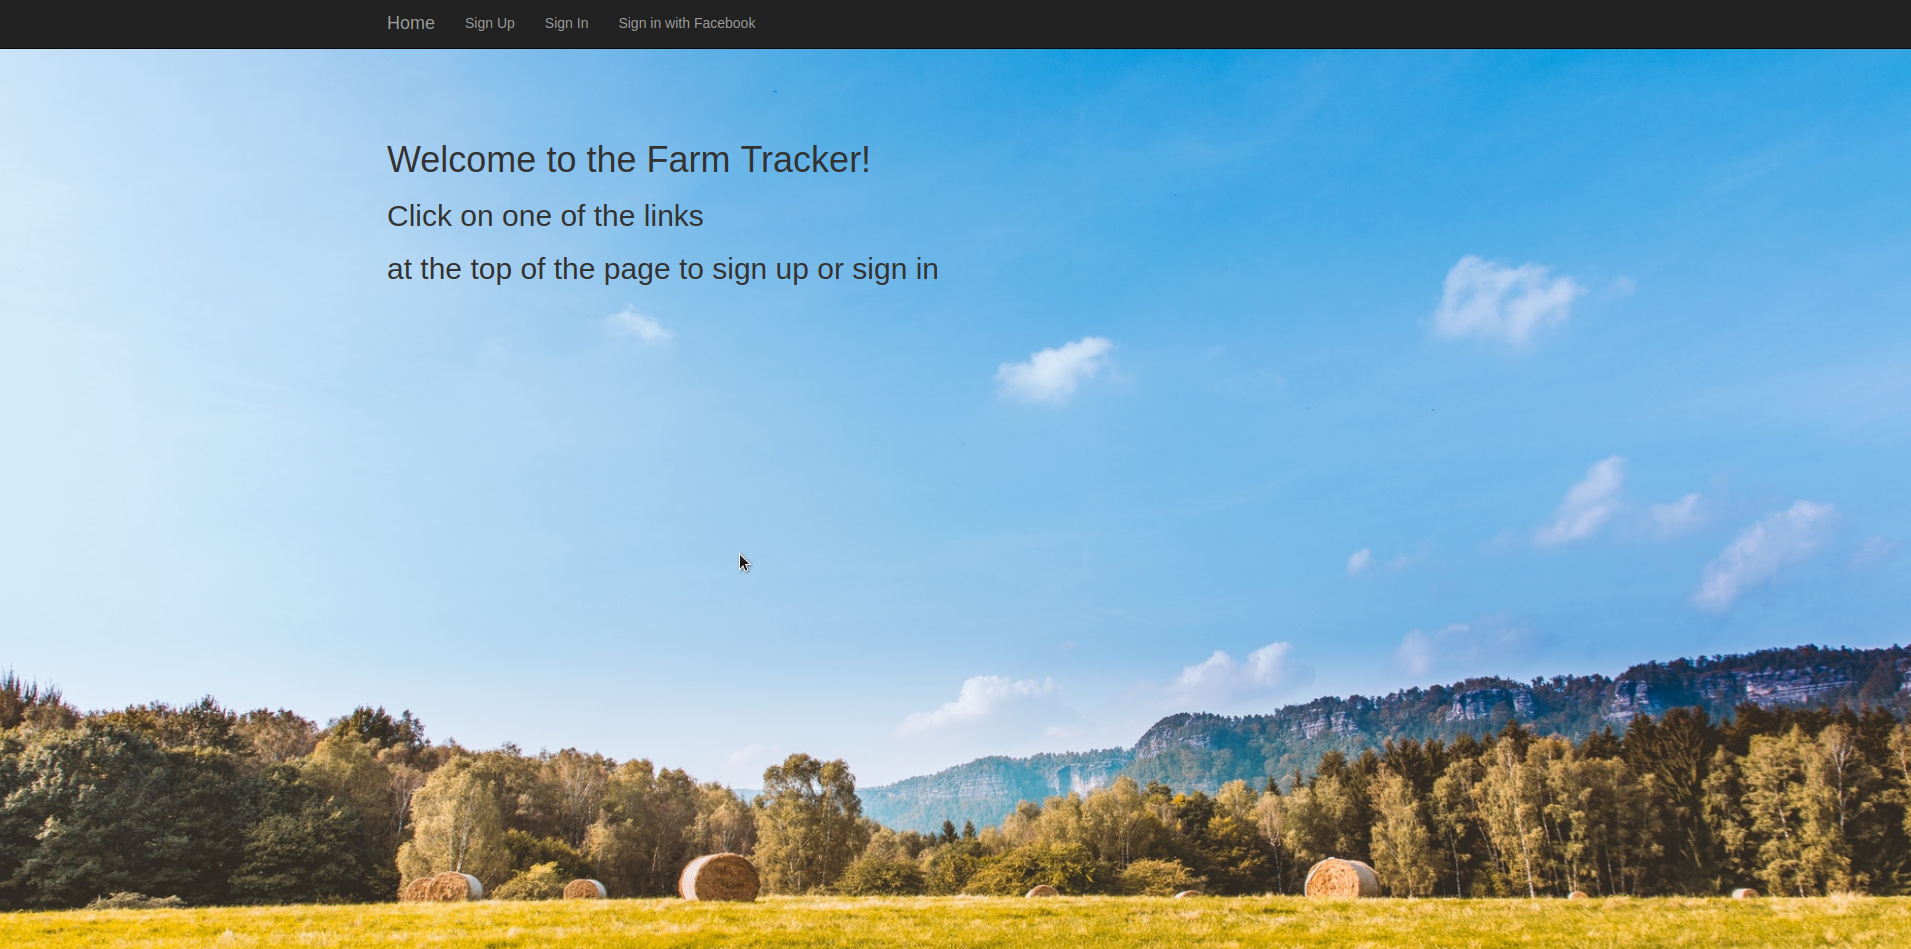 Home Sign Up Sign In Sign in with Facebook
Welcome to the Farm Tracker!
Click on one of the links
at the top of the page to sign up or sign in